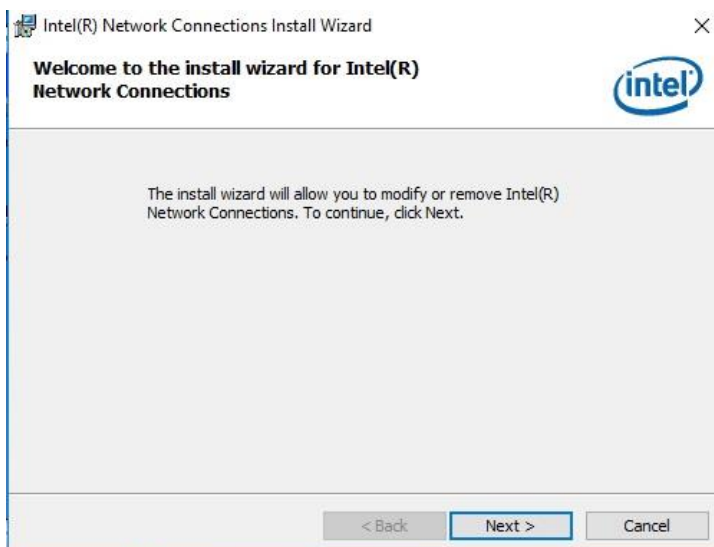 Intel(R) Network Connections Install Wizard
Welcome to the install wizard for Intel(R)
Network Connections
intel
The install wizard will allow you to modify or remove Intel(R)
Network Connections. To continue, click Next.
< Back
Next >
Cancel